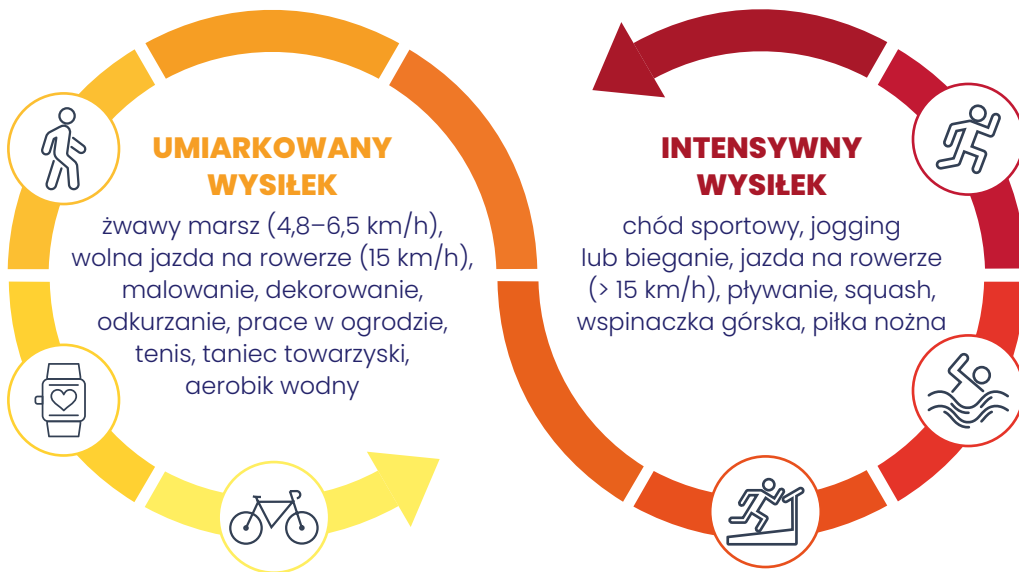 UMIARKOWANY
WYSIŁEK
żwawy marsz (4,8–6,5 km/h),
wolna jazda na rowerze (15 km/h),
malowanie, dekorowanie,
odkurzanie, prace w ogrodzie,
tenis, taniec towarzyski,
aerobik wodny
INTENSYWNY
WYSIŁEK
chód sportowy, jogging
lub bieganie, jazda na rowerze
(> 15 km/h), pływanie, squash,
wspinaczka górska, piłka nożna